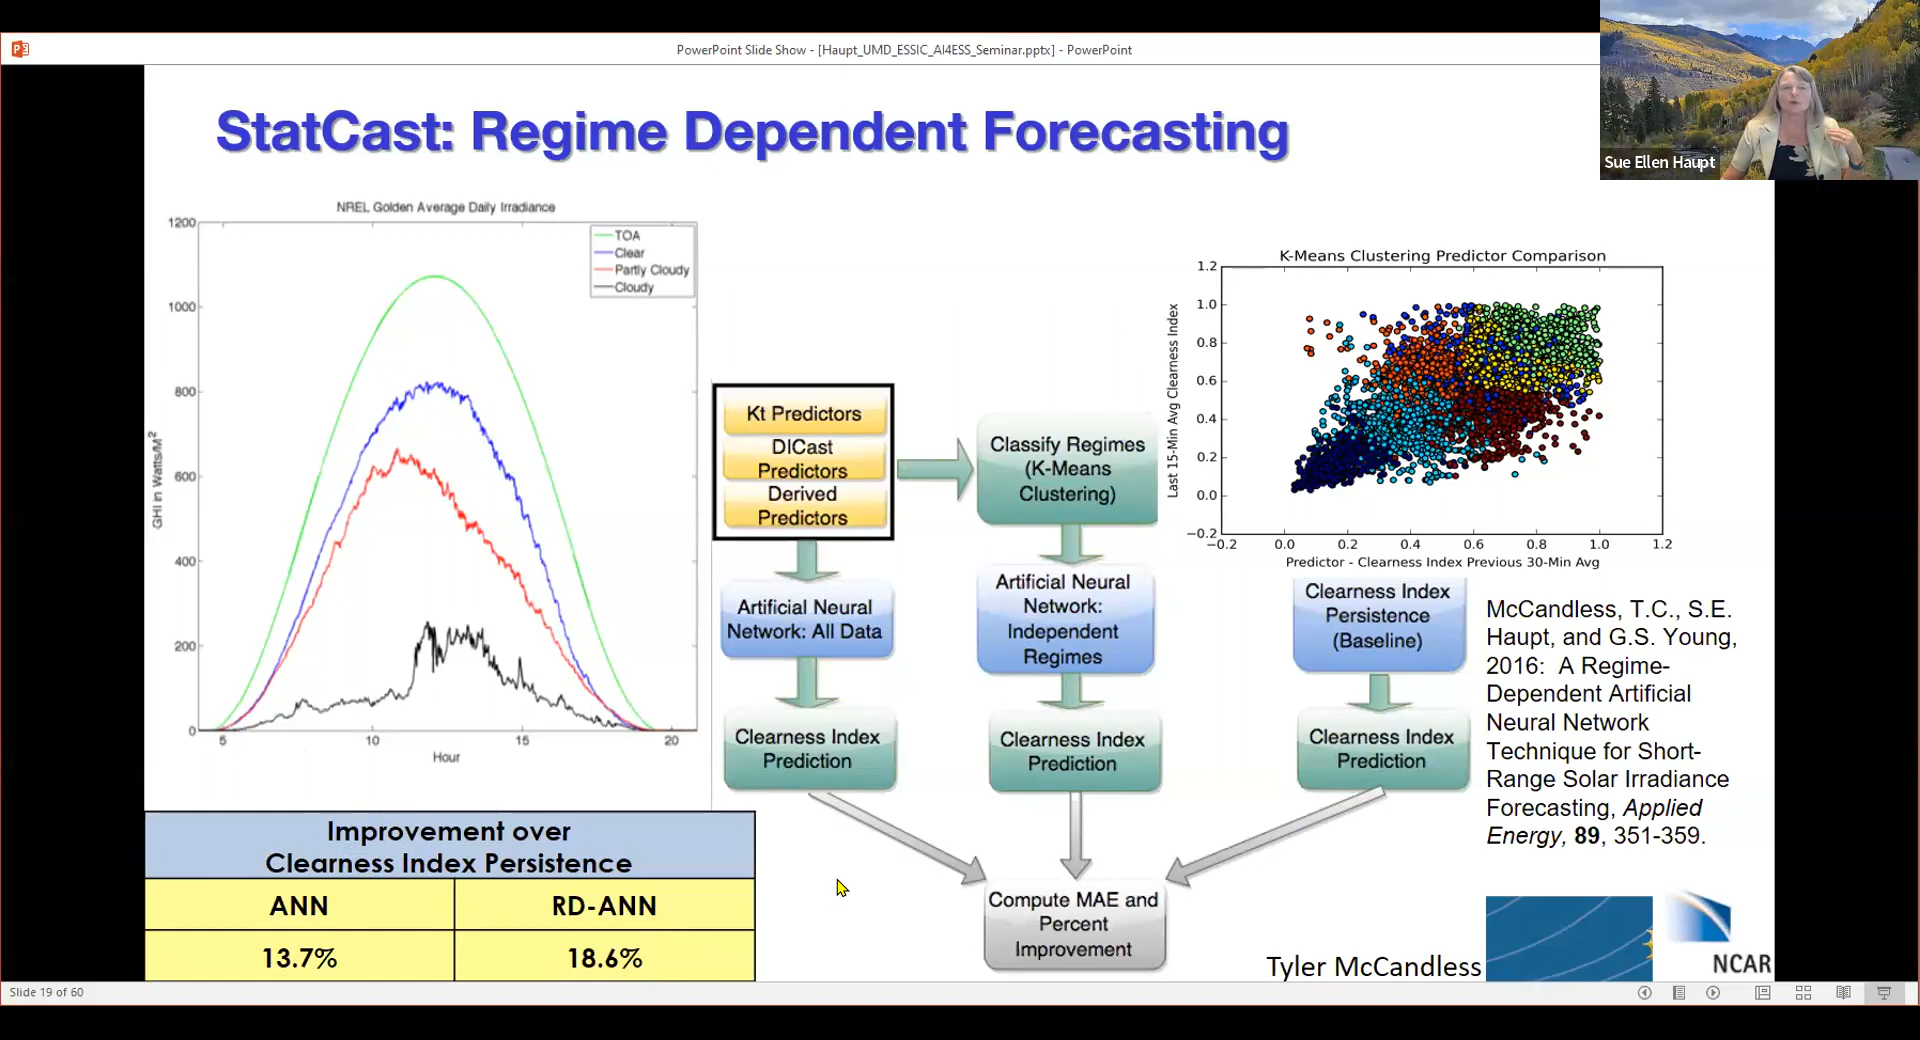 PowerPoint Slide Show - [Haupt_UMD_ESSIC_AI4ESS_Seminar.pptx] - PowerPoint
Sue Ellen Haupt
StatCast: Regime Dependent Forecasting
NREL Golden Average Daily Irradiance
1200
1000
800
600
400
200
0
GHI in Watts/M²
5
10
15
20
Hour
TOA
Clear
Partly Cloudy
Cloudy
Kt Predictors
DICast
Predictors
Derived
Predictors
Classify Regimes
(K-Means
Clustering)
Artificial Neural
Network: All Data
Artificial Neural
Network:
Independent
Regimes
Clearness Index
Persistence
(Baseline)
Clearness Index
Prediction
Clearness Index
Prediction
Clearness Index
Prediction
Compute MAE and
Percent
Improvement
K-Means Clustering Predictor Comparison
1.2
1.0
0.8
0.6
0.4
0.2
0.0
−0.2
Last 15-Min Avg Clearness Index
−0.2
0.0
0.2
0.4
0.6
0.8
1.0
1.2
Predictor - Clearness Index Previous 30-Min Avg
McCandless, T.C., S.E.
Haupt, and G.S. Young,
2016: A Regime-
Dependent Artificial
Neural Network
Technique for Short-
Range Solar Irradiance
Forecasting, Applied
Energy, 89, 351-359.
Improvement over
Clearness Index Persistence
ANN
RD-ANN
13.7%
18.6%
Tyler McCandless
NCAR
Slide 19 of 60